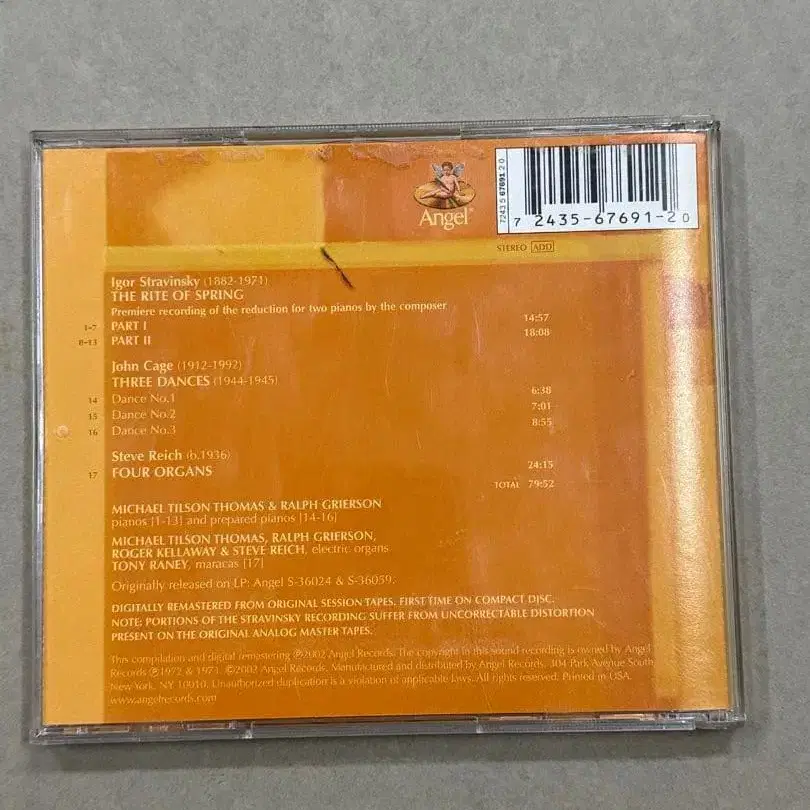 Angel®
7243 5 67691 2 0
7 2435-67691-2 0
STEREO ADD
Igor Stravinsky (1882-1971)
THE RITE OF SPRING
Premiere recording of the reduction for two pianos by the composer
1-7 PART I 14:57
8-13 PART II 18:08
John Cage (1912-1992)
THREE DANCES (1944-1945)
14 Dance No.1 6:38
15 Dance No.2 7:01
16 Dance No.3 8:55
Steve Reich (b.1936)
17 FOUR ORGANS 24:15
TOTAL 79:52
MICHAEL TILSON THOMAS & RALPH GRIERSON
pianos [1-13] and prepared pianos [14-16]
MICHAEL TILSON THOMAS, RALPH GRIERSON,
ROGER KELLAWAY & STEVE REICH, electric organs
TONY RANEY, maracas [17]
Originally released on LP: Angel S-36024 & S-36059.
DIGITALLY REMASTERED FROM ORIGINAL SESSION TAPES. FIRST TIME ON COMPACT DISC.
NOTE: PORTIONS OF THE STRAVINSKY RECORDING SUFFER FROM UNCORRECTABLE DISTORTION
PRESENT ON THE ORIGINAL ANALOG MASTER TAPES.
This compilation and digital remastering ℗2002 Angel Records. The copyright in this sound recording is owned by Angel
Records ℗1972 & 1973. ©2002 Angel Records. Manufactured and distributed by Angel Records, 304 Park Avenue South,
New York, NY 10010. Unauthorized duplication is a violation of applicable laws. All rights reserved. Printed in USA.
www.angelrecords.com